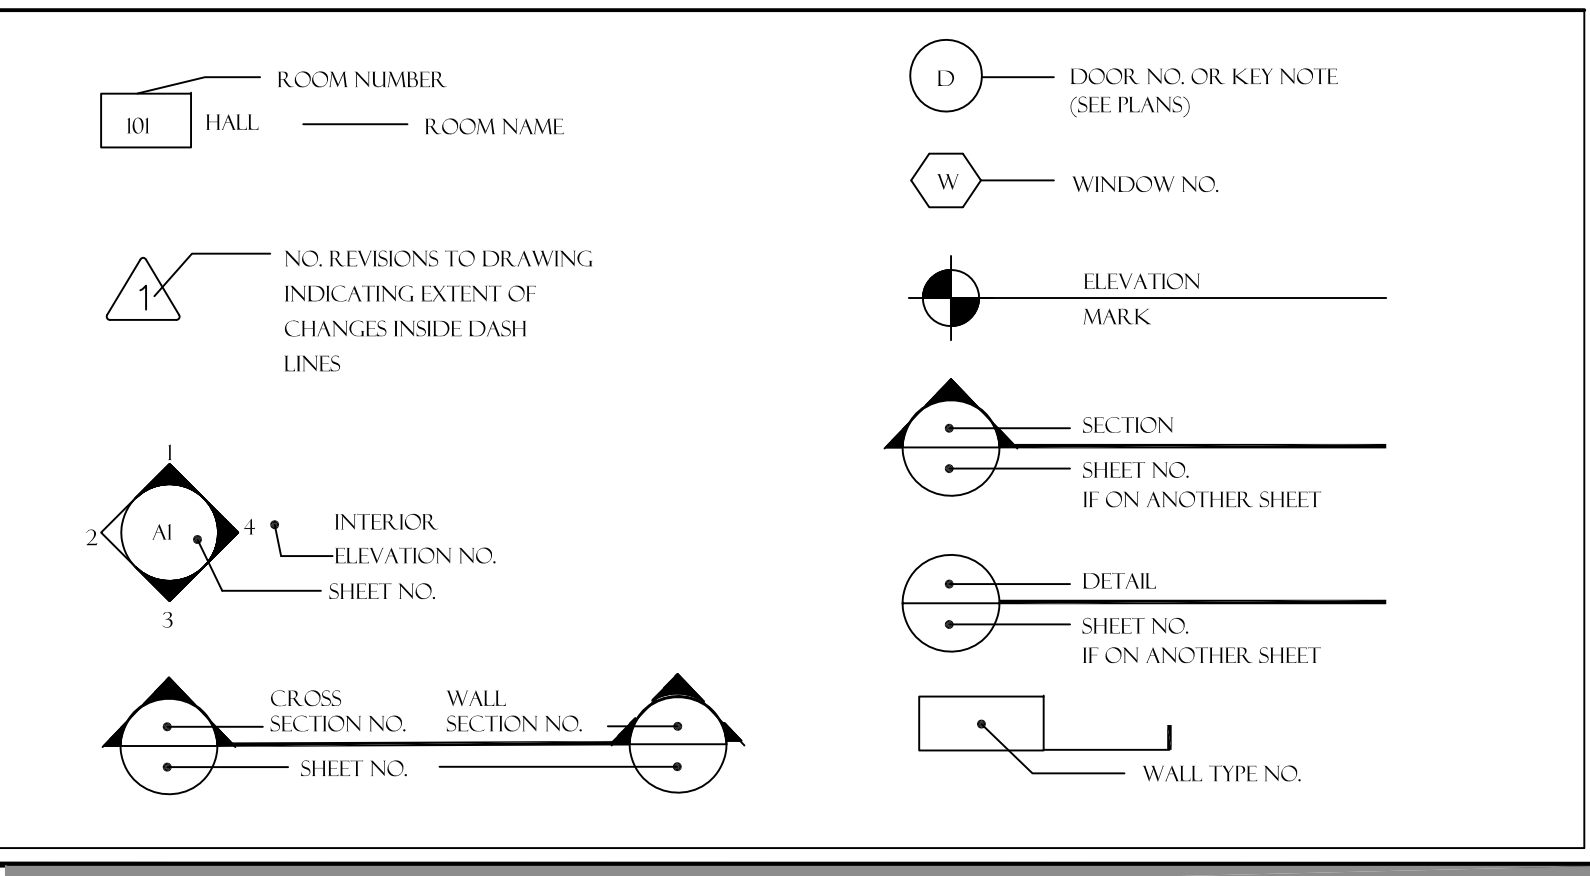 ROOM NUMBER
101 HALL ROOM NAME
1
NO. REVISIONS TO DRAWING
INDICATING EXTENT OF
CHANGES INSIDE DASH
LINES
1
2
A1
4
3
INTERIOR
ELEVATION NO.
SHEET NO.
CROSS
SECTION NO.
WALL
SECTION NO.
SHEET NO.
D
DOOR NO. OR KEY NOTE
(SEE PLANS)
W
WINDOW NO.
ELEVATION
MARK
SECTION
SHEET NO.
IF ON ANOTHER SHEET
DETAIL
SHEET NO.
IF ON ANOTHER SHEET
WALL TYPE NO.